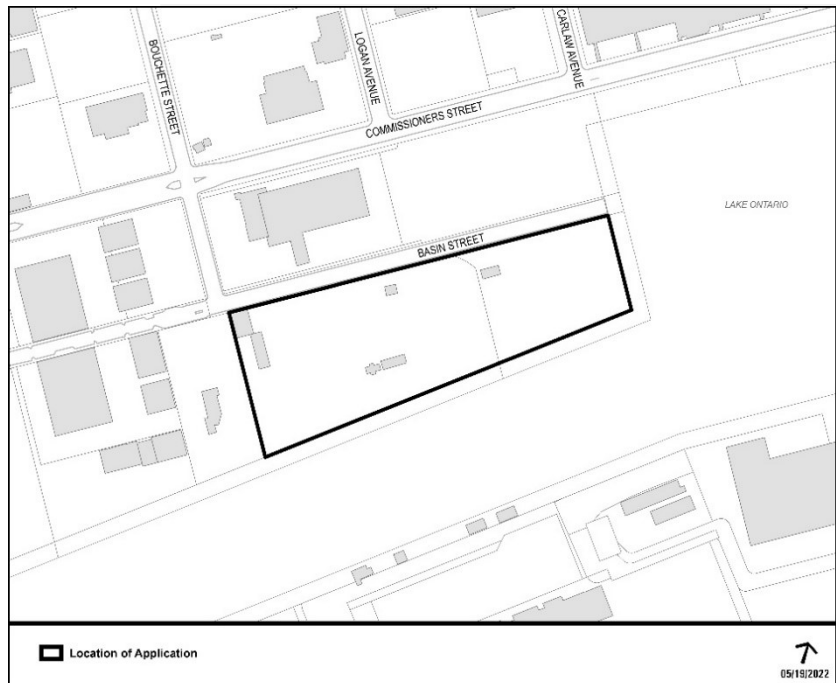 BOUCHETTE STREET
LOGAN AVENUE
CARLAW AVENUE
COMMISSIONERS STREET
LAKE ONTARIO
BASIN STREET
Location of Application
05/19/2022